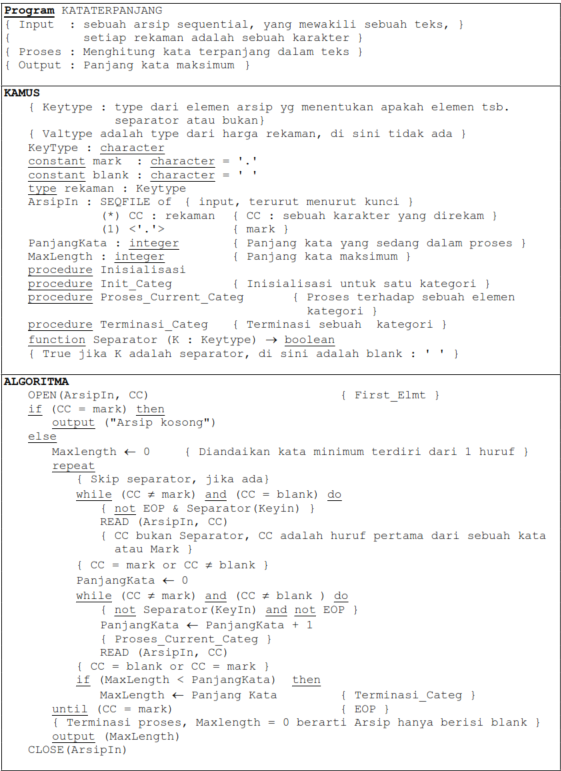 Program KATATERPANJANG
{ Input  : sebuah arsip sequential, yang mewakili sebuah teks, }
{          setiap rekaman adalah sebuah karakter }
{ Proses : Menghitung kata terpanjang dalam teks }
{ Output : Panjang kata maksimum }
KAMUS
{ Keytype : type dari elemen arsip yg menentukan apakah elemen tsb.
separator atau bukan}
{ Valtype adalah type dari harga rekaman, di sini tidak ada }
KeyType : character
constant mark  : character = '.'
constant blank : character = ' '
type rekaman : Keytype
ArsipIn : SEQFILE of  { input, terurut menurut kunci }
(*) CC : rekaman  { CC : sebuah karakter yang direkam }
(1) <'.'>         { mark }
PanjangKata : integer       { Panjang kata yang sedang dalam proses }
MaxLength : integer         { Panjang kata maksimum }
procedure Inisialisasi
procedure Init_Categ        { Inisialisasi untuk satu kategori }
procedure Proses_Current_Categ       { Proses terhadap sebuah elemen
kategori }
procedure Terminasi_Categ   { Terminasi sebuah  kategori }
function Separator (K : Keytype) → boolean
{ True jika K adalah separator, di sini adalah blank : ' ' }
ALGORITMA
OPEN(ArsipIn, CC)                            { First_Elmt }
if (CC = mark) then
output ("Arsip kosong")
else
Maxlength ← 0     { Diandaikan kata minimum terdiri dari 1 huruf }
repeat
{ Skip separator, jika ada}
while (CC ≠ mark) and (CC = blank) do
{ not EOP & Separator(Keyin) }
READ (ArsipIn, CC)
{ CC bukan Separator, CC adalah huruf pertama dari sebuah kata
atau Mark }
{ CC = mark or CC ≠ blank }
PanjangKata ← 0
while (CC ≠ mark) and (CC ≠ blank ) do
{ not Separator(KeyIn) and not EOP }
PanjangKata ← PanjangKata + 1
{ Proses_Current_Categ }
READ (ArsipIn, CC)
{ CC = blank or CC = mark }
if (MaxLength < PanjangKata)  then
MaxLength ← Panjang Kata         { Terminasi_Categ }
until (CC = mark)                        { EOP }
{ Terminasi proses, Maxlength = 0 berarti Arsip hanya berisi blank }
output (MaxLength)
CLOSE(ArsipIn)